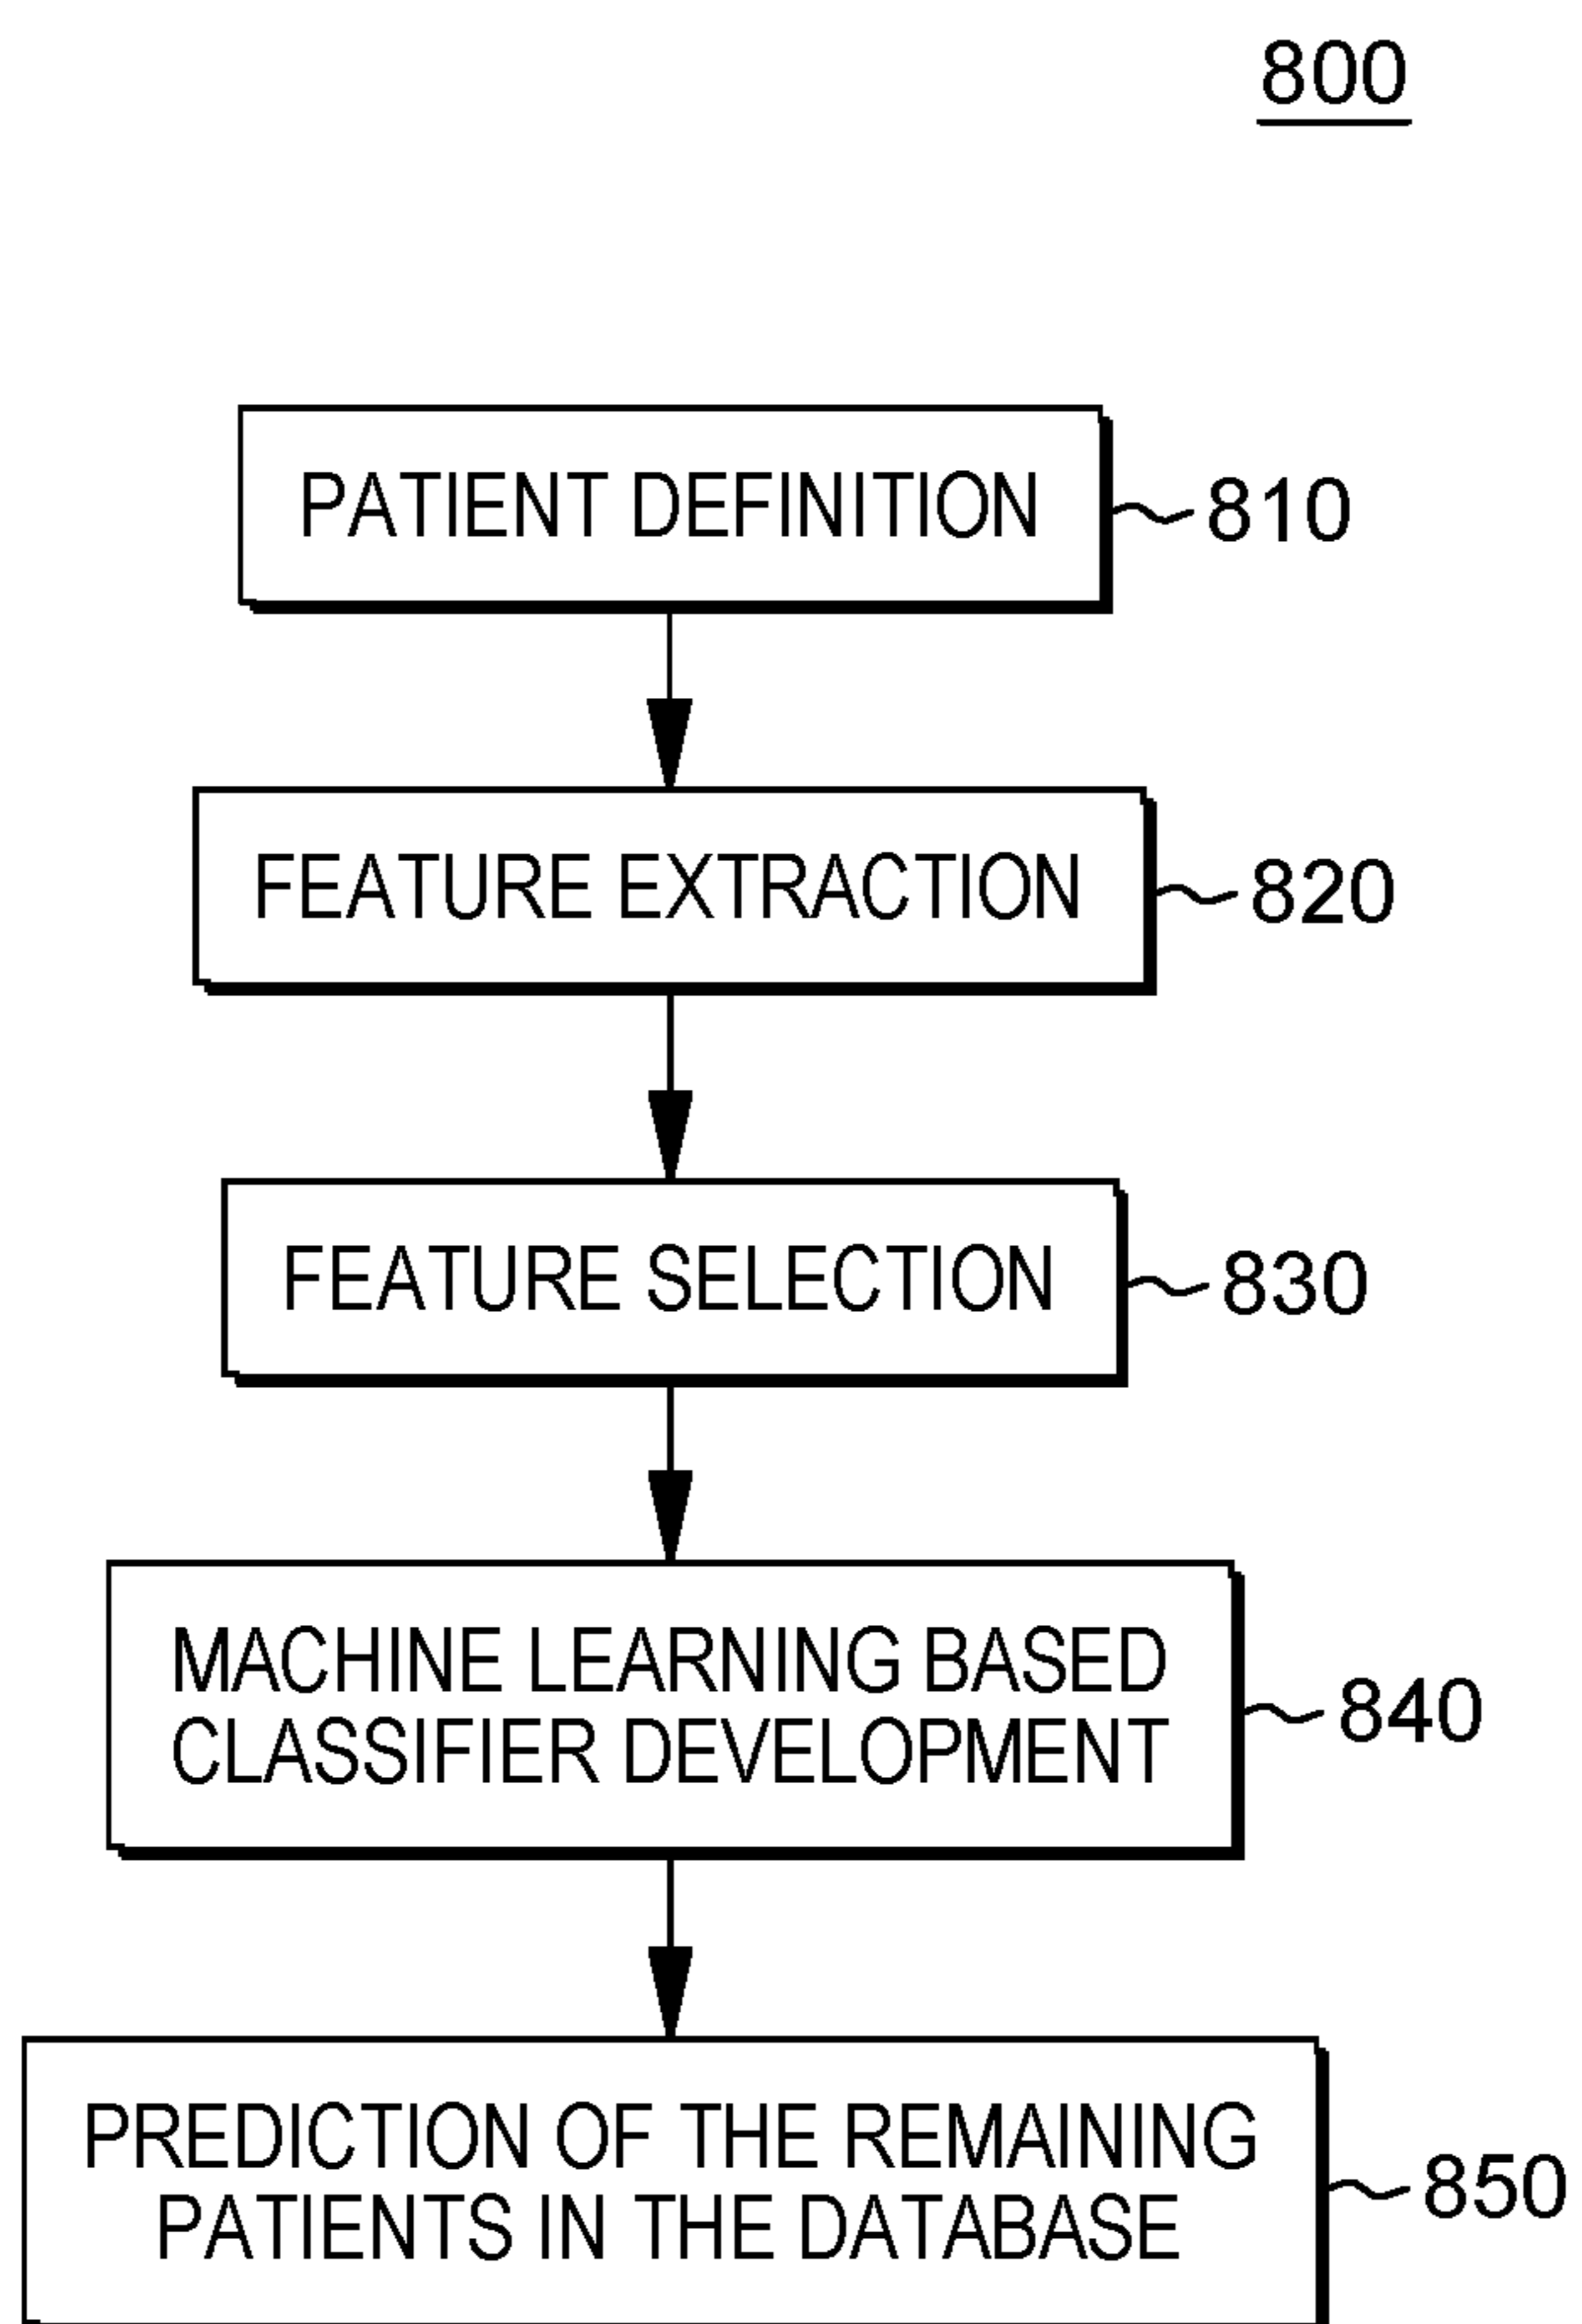 800
PATIENT DEFINITION
810
FEATURE EXTRACTION
820
FEATURE SELECTION
830
MACHINE LEARNING BASED
CLASSIFIER DEVELOPMENT
840
PREDICTION OF THE REMAINING
PATIENTS IN THE DATABASE
850